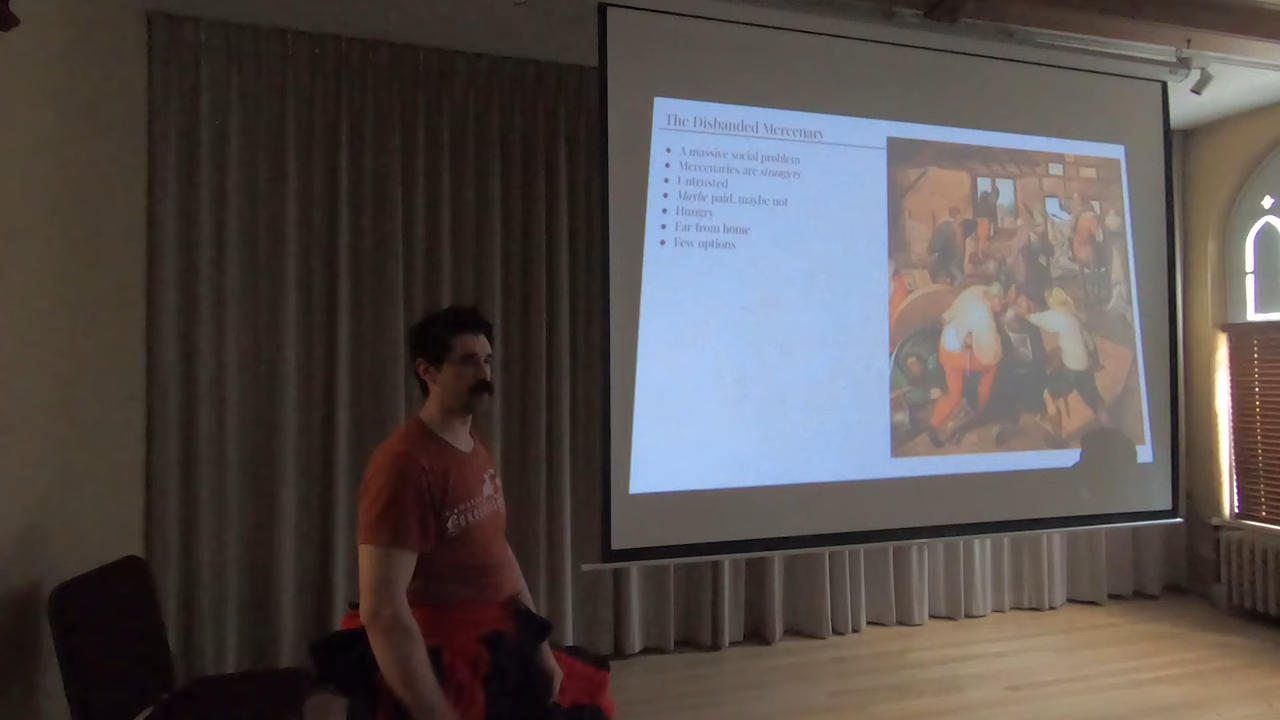 The Disbanded Mercenary
• A massive social problem
• Mercenaries are strangers
• Untrusted
• Maybe paid, maybe not
• Hungry
• Far from home
• Few options